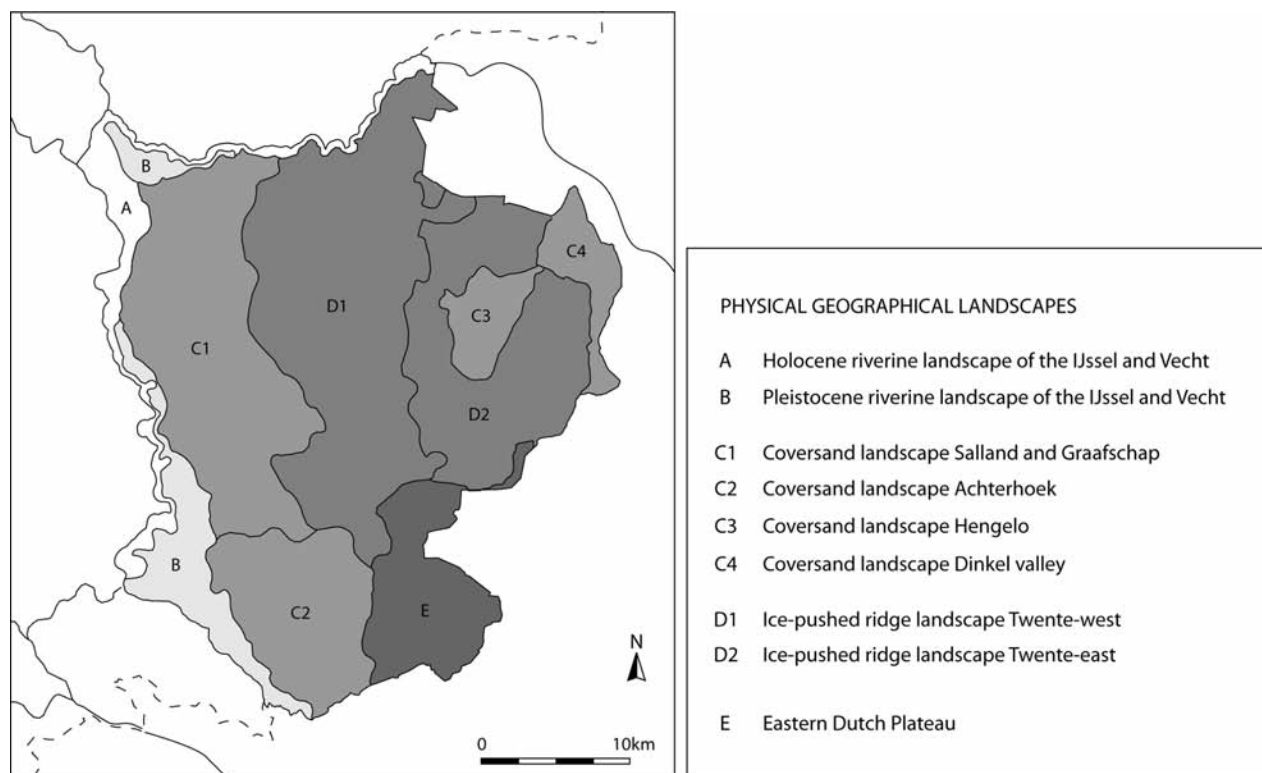 B
A
C4
D1
C3
C1
D2
B
C2
E
N
0 10km
PHYSICAL GEOGRAPHICAL LANDSCAPES
A Holocene riverine landscape of the IJssel and Vecht
B Pleistocene riverine landscape of the IJssel and Vecht
C1 Coversand landscape Salland and Graafschap
C2 Coversand landscape Achterhoek
C3 Coversand landscape Hengelo
C4 Coversand landscape Dinkel valley
D1 Ice-pushed ridge landscape Twente-west
D2 Ice-pushed ridge landscape Twente-east
E Eastern Dutch Plateau